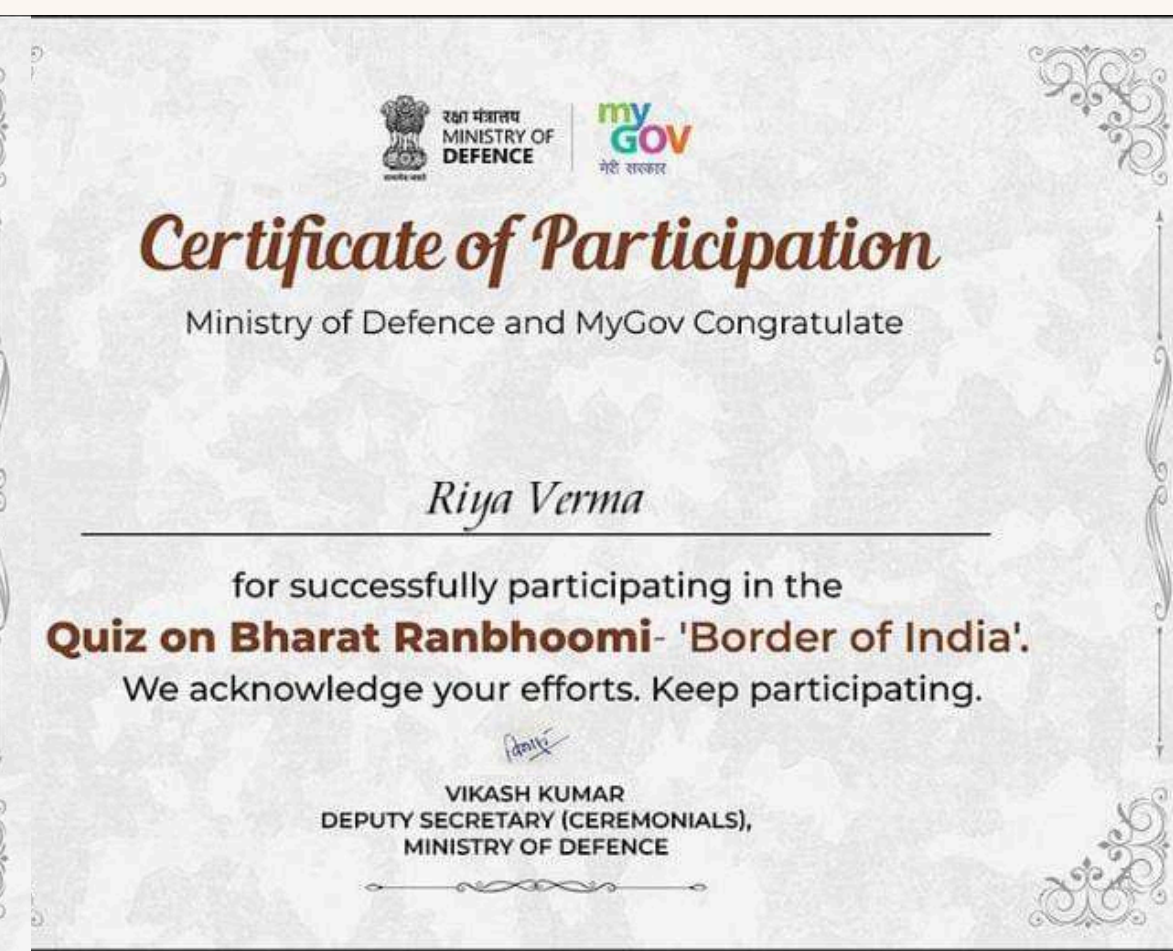 रक्षा मंत्रालय
MINISTRY OF
DEFENCE
my
GOV
मेरी सरकार
Certificate of Participation
Ministry of Defence and MyGov Congratulate
Riya Verma
for successfully participating in the
Quiz on Bharat Ranbhoomi- 'Border of India'.
We acknowledge your efforts. Keep participating.
VIKASH KUMAR
DEPUTY SECRETARY (CEREMONIALS),
MINISTRY OF DEFENCE